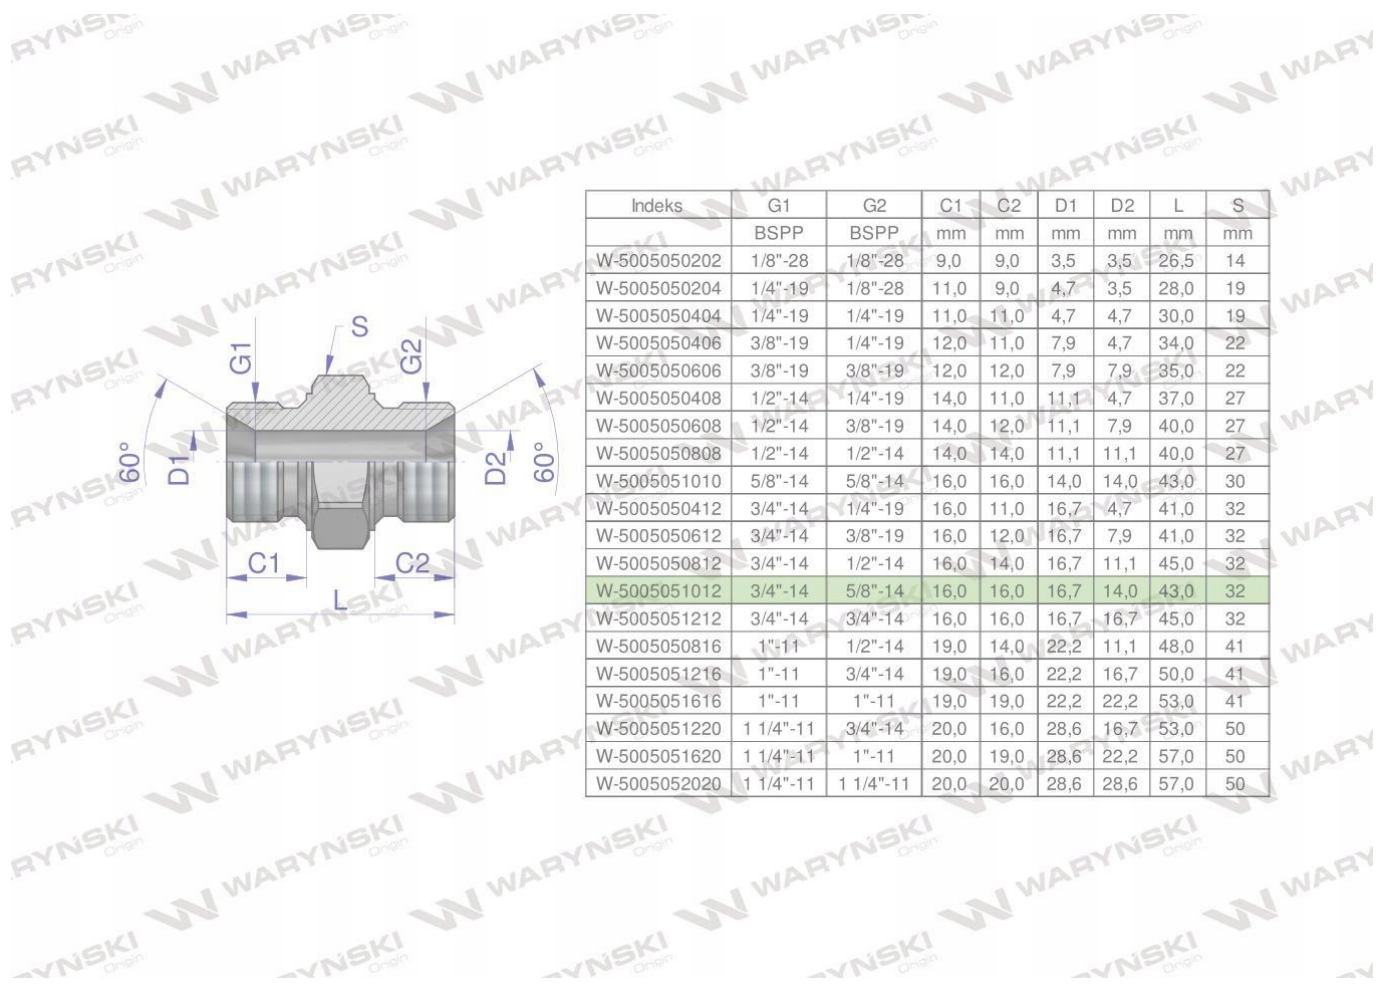 WARYŃSKI
Origin
Indeks G1 G2 C1 C2 D1 D2 L S
BSPP BSPP mm mm mm mm mm mm
W-5005050202 1/8"-28 1/8"-28 9,0 9,0 3,5 3,5 26,5 14
W-5005050204 1/4"-19 1/8"-28 11,0 9,0 4,7 3,5 28,0 19
W-5005050404 1/4"-19 1/4"-19 11,0 11,0 4,7 4,7 30,0 19
W-5005050406 3/8"-19 1/4"-19 12,0 11,0 7,9 4,7 34,0 22
W-5005050606 3/8"-19 3/8"-19 12,0 12,0 7,9 7,9 35,0 22
W-5005050408 1/2"-14 1/4"-19 14,0 11,0 11,1 4,7 37,0 27
W-5005050608 1/2"-14 3/8"-19 14,0 12,0 11,1 7,9 40,0 27
W-5005050808 1/2"-14 1/2"-14 14,0 14,0 11,1 11,1 40,0 27
W-5005051010 5/8"-14 5/8"-14 16,0 16,0 14,0 14,0 43,0 30
W-5005050412 3/4"-14 1/4"-19 16,0 11,0 16,7 4,7 41,0 32
W-5005050612 3/4"-14 3/8"-19 16,0 12,0 16,7 7,9 41,0 32
W-5005050812 3/4"-14 1/2"-14 16,0 14,0 16,7 11,1 45,0 32
W-5005051012 3/4"-14 5/8"-14 16,0 16,0 16,7 14,0 43,0 32
W-5005051212 3/4"-14 3/4"-14 16,0 16,0 16,7 16,7 45,0 32
W-5005050816 1"-11 1/2"-14 19,0 14,0 22,2 11,1 48,0 41
W-5005051216 1"-11 3/4"-14 19,0 16,0 22,2 16,7 50,0 41
W-5005051616 1"-11 1"-11 19,0 19,0 22,2 22,2 53,0 41
W-5005051220 1 1/4"-11 3/4"-14 20,0 16,0 28,6 16,7 53,0 50
W-5005051620 1 1/4"-11 1"-11 20,0 19,0 28,6 22,2 57,0 50
W-5005052020 1 1/4"-11 1 1/4"-11 20,0 20,0 28,6 28,6 57,0 50
S
G1
G2
60°
D1
D2
60°
C1
C2
L